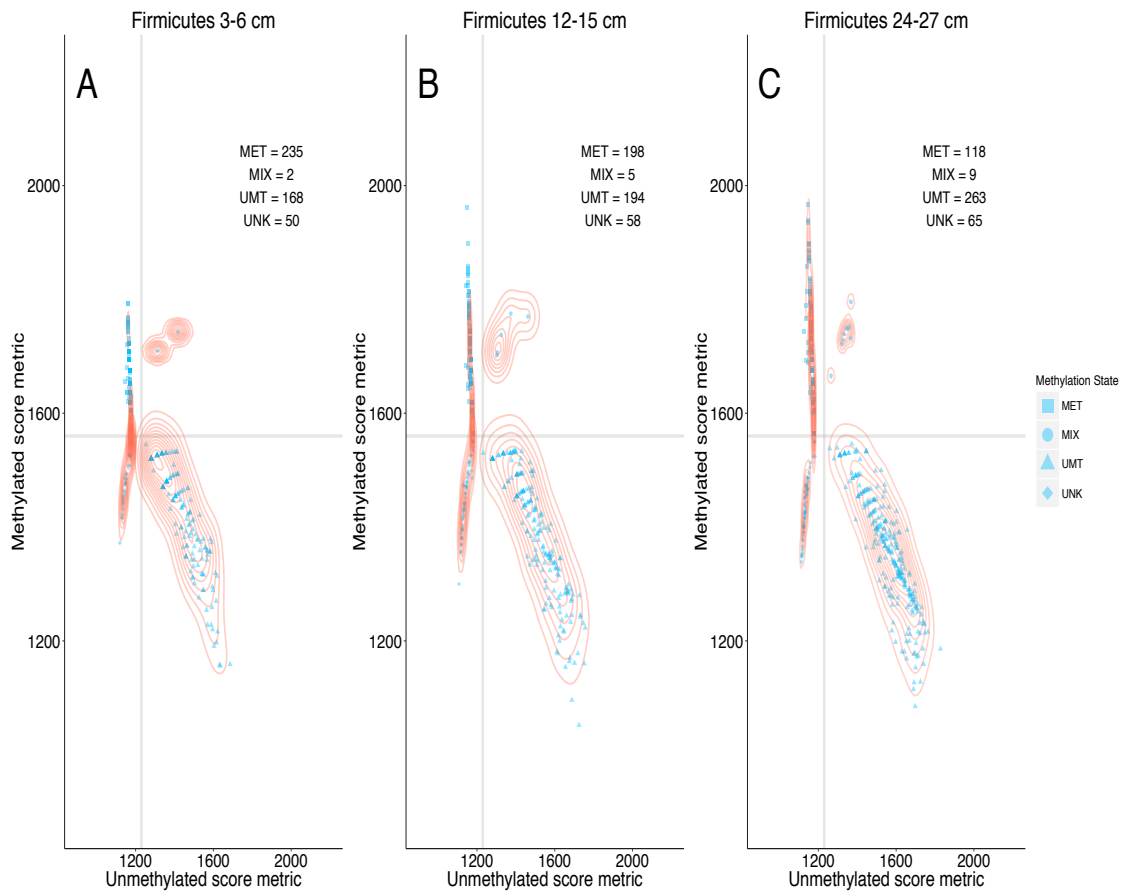 Firmicutes 3-6 cm
A
MET = 235
MIX = 2
UMT = 168
UNK = 50
2000
1600
1200
Methylated score metric
1200 1600 2000
Unmethylated score metric
Firmicutes 12-15 cm
B
MET = 198
MIX = 5
UMT = 194
UNK = 58
2000
1600
1200
Methylated score metric
1200 1600 2000
Unmethylated score metric
Firmicutes 24-27 cm
C
MET = 118
MIX = 9
UMT = 263
UNK = 65
2000
1600
1200
Methylated score metric
1200 1600 2000
Unmethylated score metric
Methylation State
MET
MIX
UMT
UNK